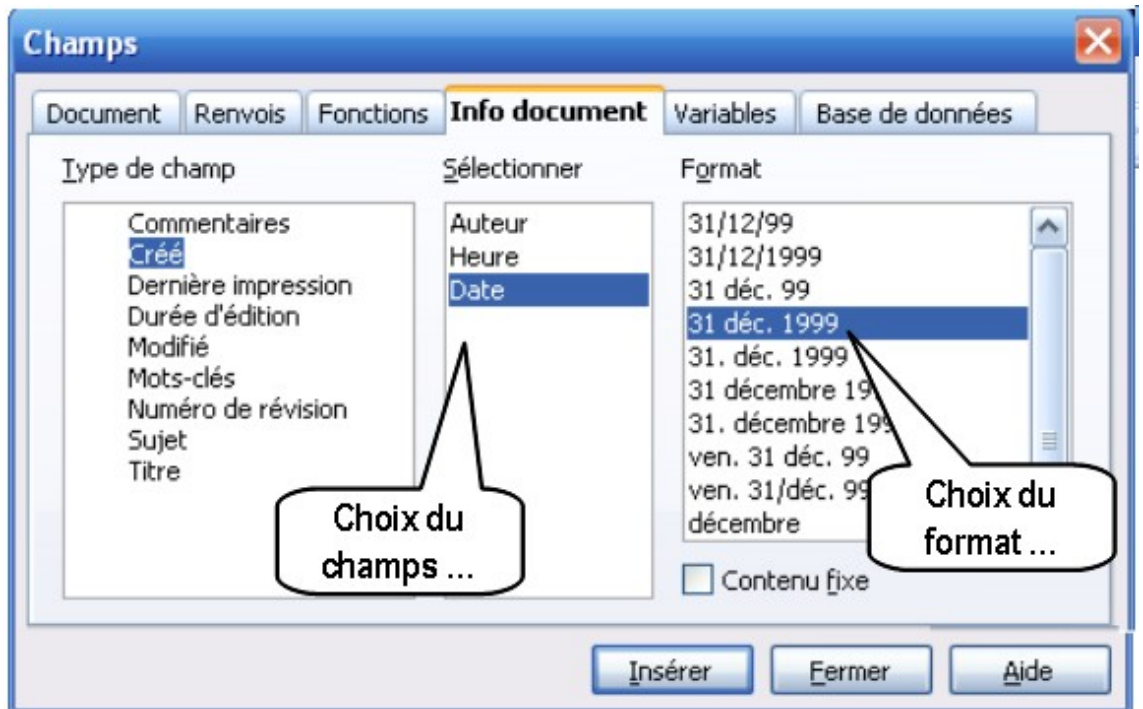 Champs
Document Renvois Fonctions Info document Variables Base de données
Type de champ
Commentaires
Créé
Dernière impression
Durée d'édition
Modifié
Mots-clés
Numéro de révision
Sujet
Titre
Sélectionner
Auteur
Heure
Date
Format
31/12/99
31/12/1999
31 déc. 99
31 déc. 1999
31. déc. 1999
31 décembre 19
31. décembre 199
ven. 31 déc. 99
ven. 31/déc. 99
décembre
Choix du
champs ...
Choix du
format ...
Contenu fixe
Insérer Fermer Aide